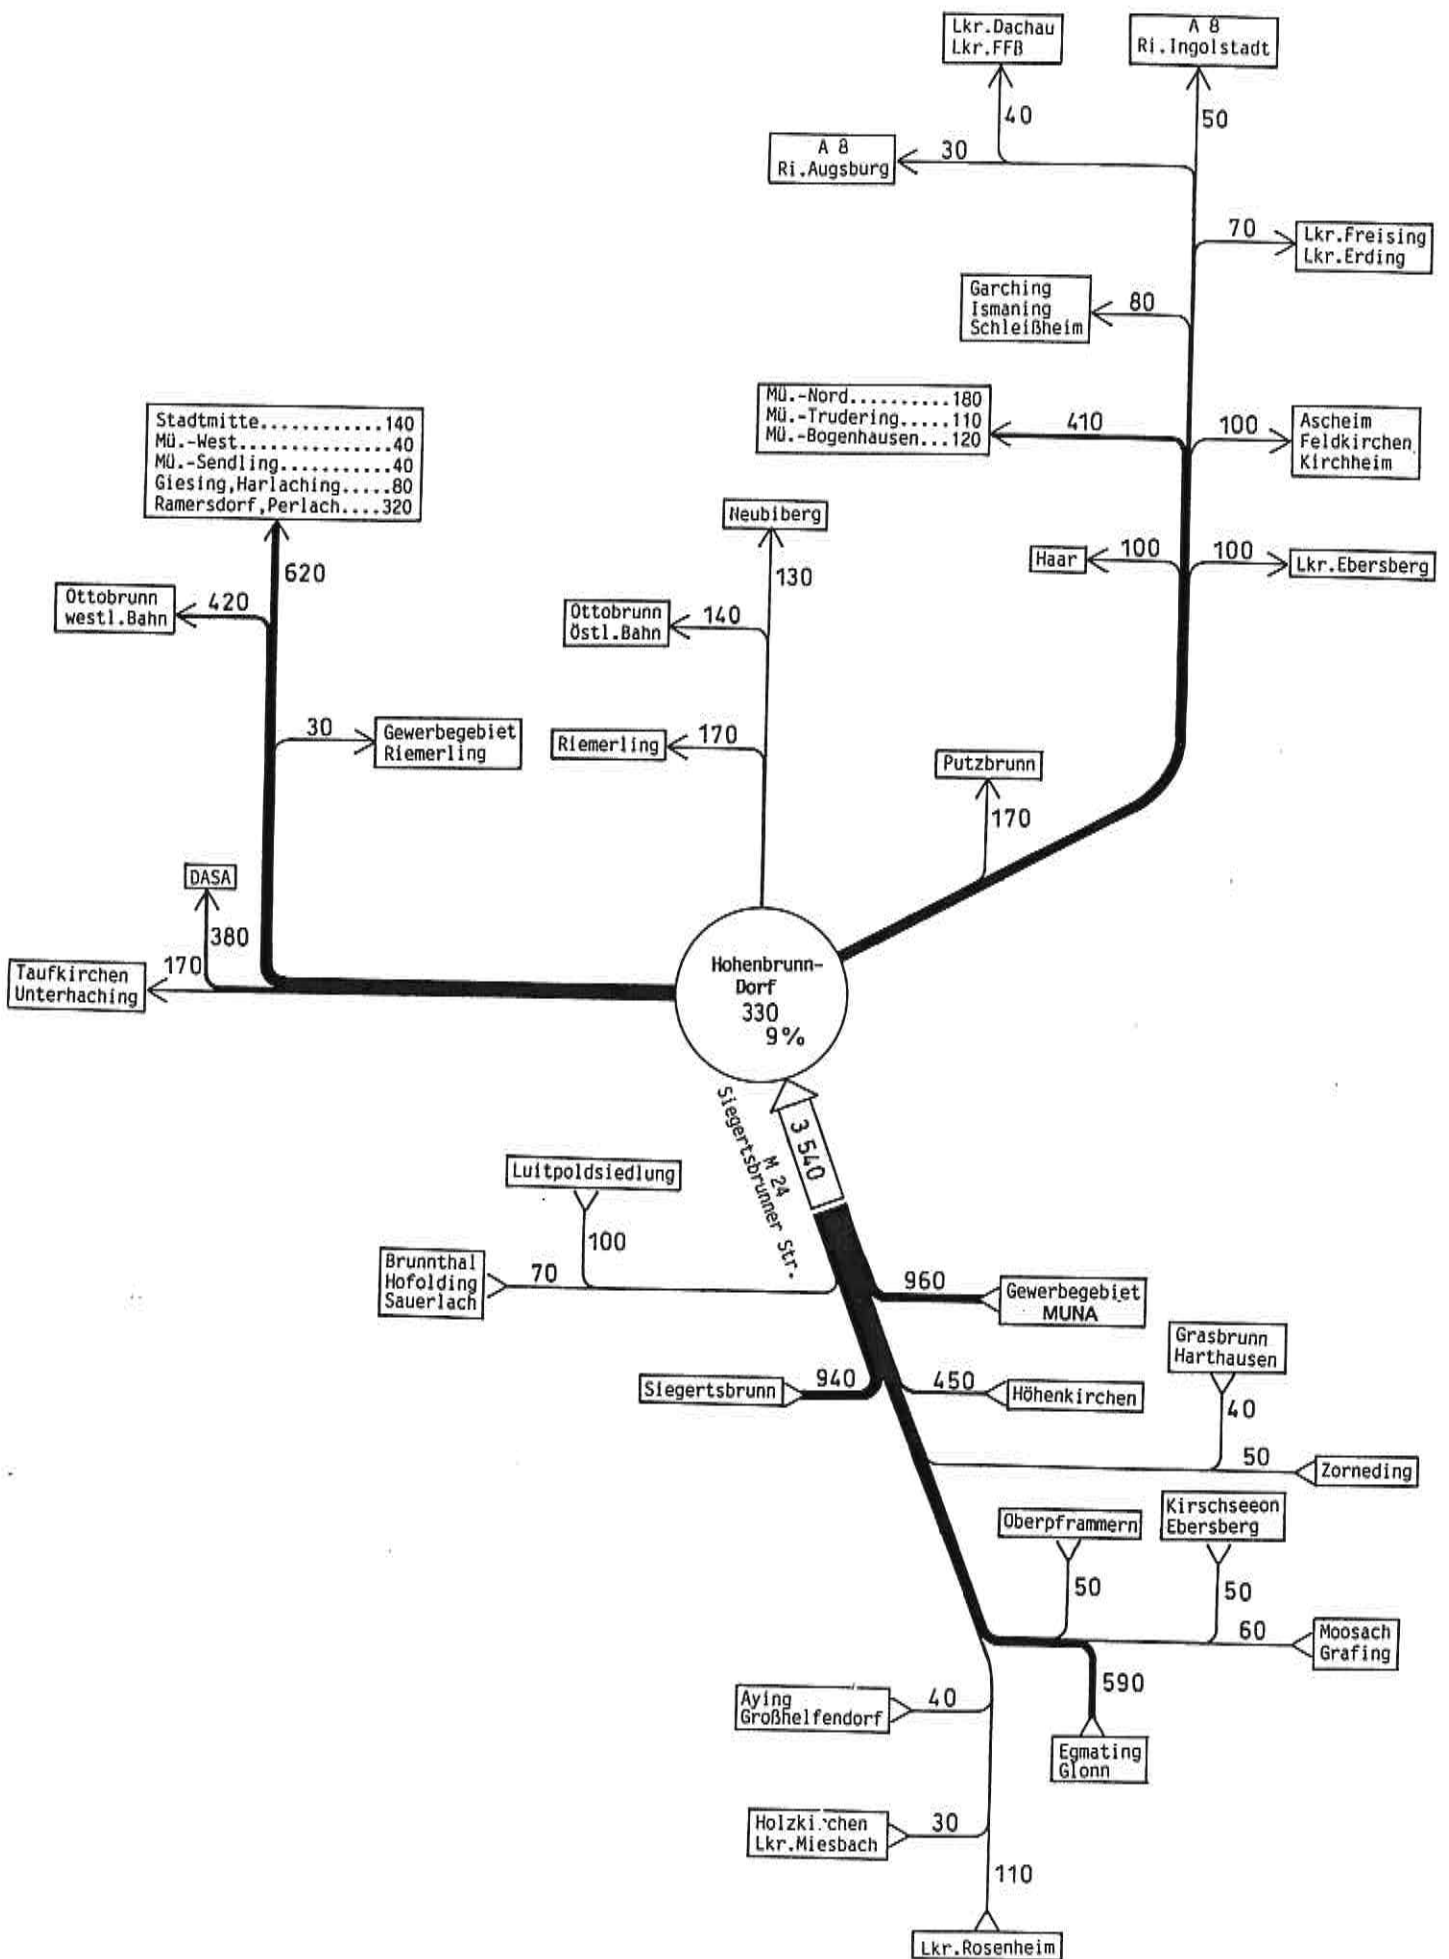 Lkr.Dachau
Lkr.FFB
A 8
Ri.Ingolstadt
40
50
A 8
Ri.Augsburg
30
70
Lkr.Freising
Lkr.Erding
Garching
Ismaning
Schleißheim
80
Mü.-Nord..........180
Mü.-Trudering.....110
Mü.-Bogenhausen...120
410
100
Ascheim
Feldkirchen
Kirchheim
Stadtmitte............140
Mü.-West...............40
Mü.-Sendling...........40
Giesing,Harlaching.....80
Ramersdorf,Perlach....320
Neubiberg
Haar
100
100
Lkr.Ebersberg
620
130
Ottobrunn
westl.Bahn
420
Ottobrunn
östl.Bahn
140
30
Gewerbegebiet
Riemerling
Riemerling
170
Putzbrunn
170
DASA
380
Taufkirchen
Unterhaching
170
Hohenbrunn-
Dorf
330
9%
3 540
M 24
Siegertsbrunner Str.
Luitpoldsiedlung
100
Brunnthal
Hofolding
Sauerlach
70
960
Gewerbegebiet
MUNA
Grasbrunn
Harthausen
Siegertsbrunn
940
450
Höhenkirchen
40
50
Zorneding
Oberpframmern
Kirschseeon
Ebersberg
50
50
60
Moosach
Grafing
590
Aying
Großhelfendorf
40
Egmating
Glonn
Holzkirchen
Lkr.Miesbach
30
110
Lkr.Rosenheim